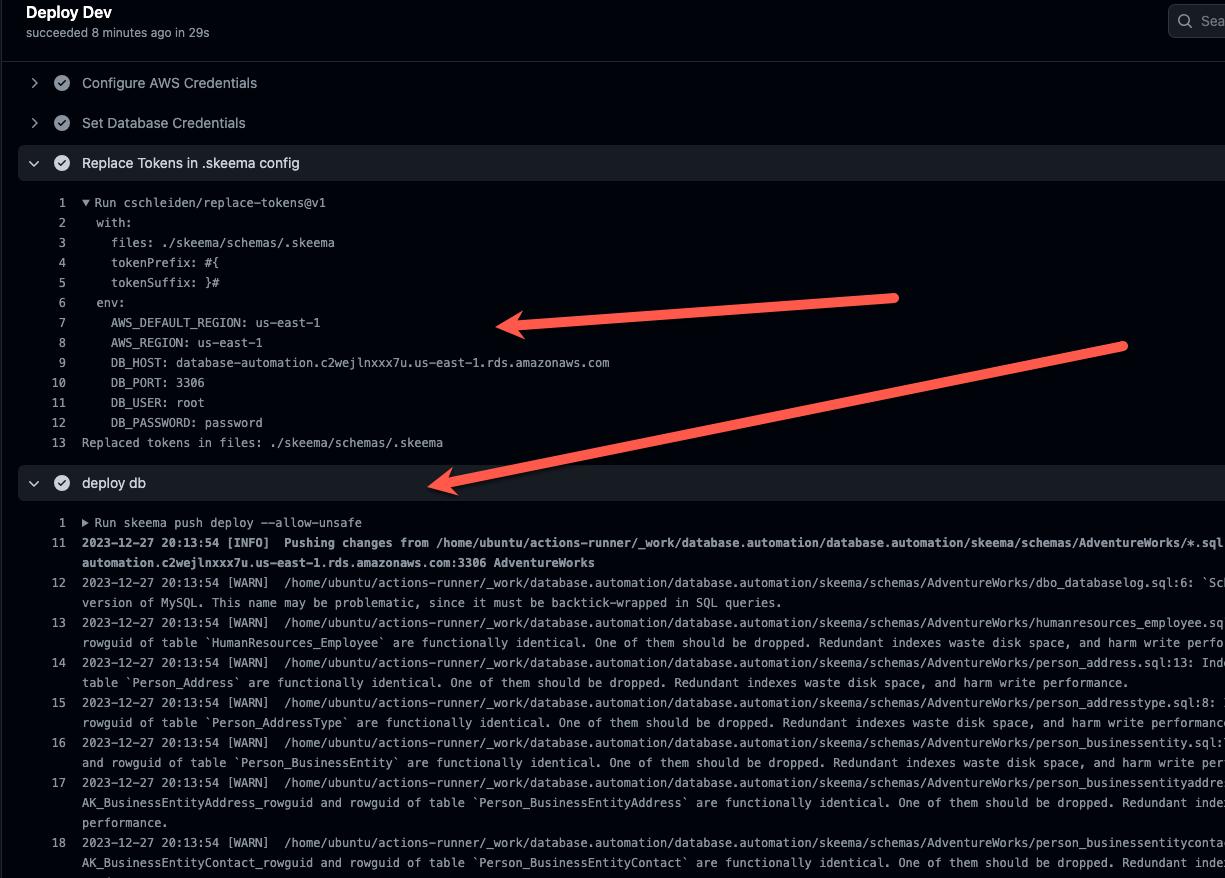 Deploy Dev
succeeded 8 minutes ago in 29s
Configure AWS Credentials
Set Database Credentials
Replace Tokens in .skeema config
1 ▼ Run cschleiden/replace-tokens@v1
2 with:
3 files: ./skeema/schemas/.skeema
4 tokenPrefix: #{
5 tokenSuffix: }#
6 env:
7 AWS_DEFAULT_REGION: us-east-1
8 AWS_REGION: us-east-1
9 DB_HOST: database-automation.c2wejlnxxx7u.us-east-1.rds.amazonaws.com
10 DB_PORT: 3306
11 DB_USER: root
12 DB_PASSWORD: password
13 Replaced tokens in files: ./skeema/schemas/.skeema
deploy db
1 ▶ Run skeema push deploy --allow-unsafe
11 2023-12-27 20:13:54 [INFO] Pushing changes from /home/ubuntu/actions-runner/_work/database.automation/database.automation/skeema/schemas/AdventureWorks/*.sql
automation.c2wejlnxxx7u.us-east-1.rds.amazonaws.com:3306 AdventureWorks
12 2023-12-27 20:13:54 [WARN] /home/ubuntu/actions-runner/_work/database.automation/database.automation/skeema/schemas/AdventureWorks/dbo_databaselog.sql:6:
version of MySQL. This name may be problematic, since it must be backtick-wrapped in SQL queries.
13 2023-12-27 20:13:54 [WARN] /home/ubuntu/actions-runner/_work/database.automation/database.automation/skeema/schemas/AdventureWorks/humanresources_employee.sq
rowguid of table `HumanResources_Employee` are functionally identical. One of them should be dropped. Redundant indexes waste disk space, and harm write perfo
14 2023-12-27 20:13:54 [WARN] /home/ubuntu/actions-runner/_work/database.automation/database.automation/skeema/schemas/AdventureWorks/person_address.sql:13: Ind
table `Person_Address` are functionally identical. One of them should be dropped. Redundant indexes waste disk space, and harm write performance.
15 2023-12-27 20:13:54 [WARN] /home/ubuntu/actions-runner/_work/database.automation/database.automation/skeema/schemas/AdventureWorks/person_addresstype.sql:8:
rowguid of table `Person_AddressType` are functionally identical. One of them should be dropped. Redundant indexes waste disk space, and harm write performanc
16 2023-12-27 20:13:54 [WARN] /home/ubuntu/actions-runner/_work/database.automation/database.automation/skeema/schemas/AdventureWorks/person_businessentity.sql:
and rowguid of table `Person_BusinessEntity` are functionally identical. One of them should be dropped. Redundant indexes waste disk space, and harm write per
17 2023-12-27 20:13:54 [WARN] /home/ubuntu/actions-runner/_work/database.automation/database.automation/skeema/schemas/AdventureWorks/person_businessentityaddre
AK_BusinessEntityAddress_rowguid and rowguid of table `Person_BusinessEntityAddress` are functionally identical. One of them should be dropped. Redundant inde
performance.
18 2023-12-27 20:13:54 [WARN] /home/ubuntu/actions-runner/_work/database.automation/database.automation/skeema/schemas/AdventureWorks/person_businessentityconta
AK_BusinessEntityContact_rowguid and rowguid of table `Person_BusinessEntityContact` are functionally identical. One of them should be dropped. Redundant inde